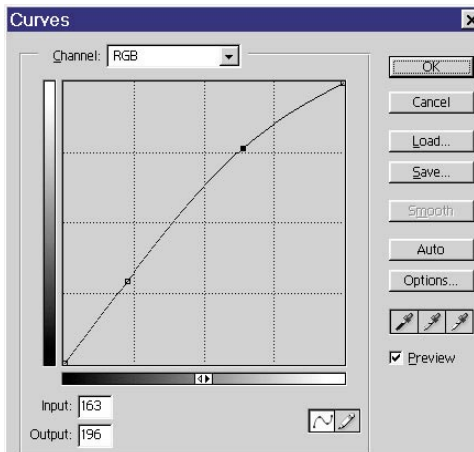 Curves
Channel: RGB
OK
Cancel
Load...
Save...
Smooth
Auto
Options...
Preview
Input: 163
Output: 196